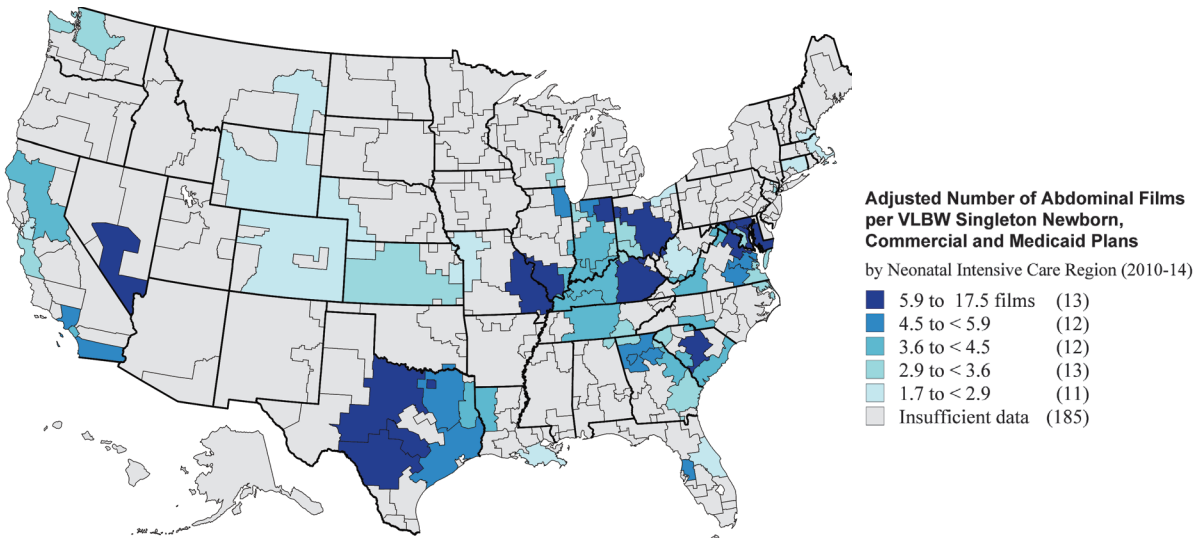 Adjusted Number of Abdominal Films
per VLBW Singleton Newborn,
Commercial and Medicaid Plans
by Neonatal Intensive Care Region (2010-14)
5.9 to 17.5 films (13)
4.5 to < 5.9 (12)
3.6 to < 4.5 (12)
2.9 to < 3.6 (13)
1.7 to < 2.9 (11)
Insufficient data (185)